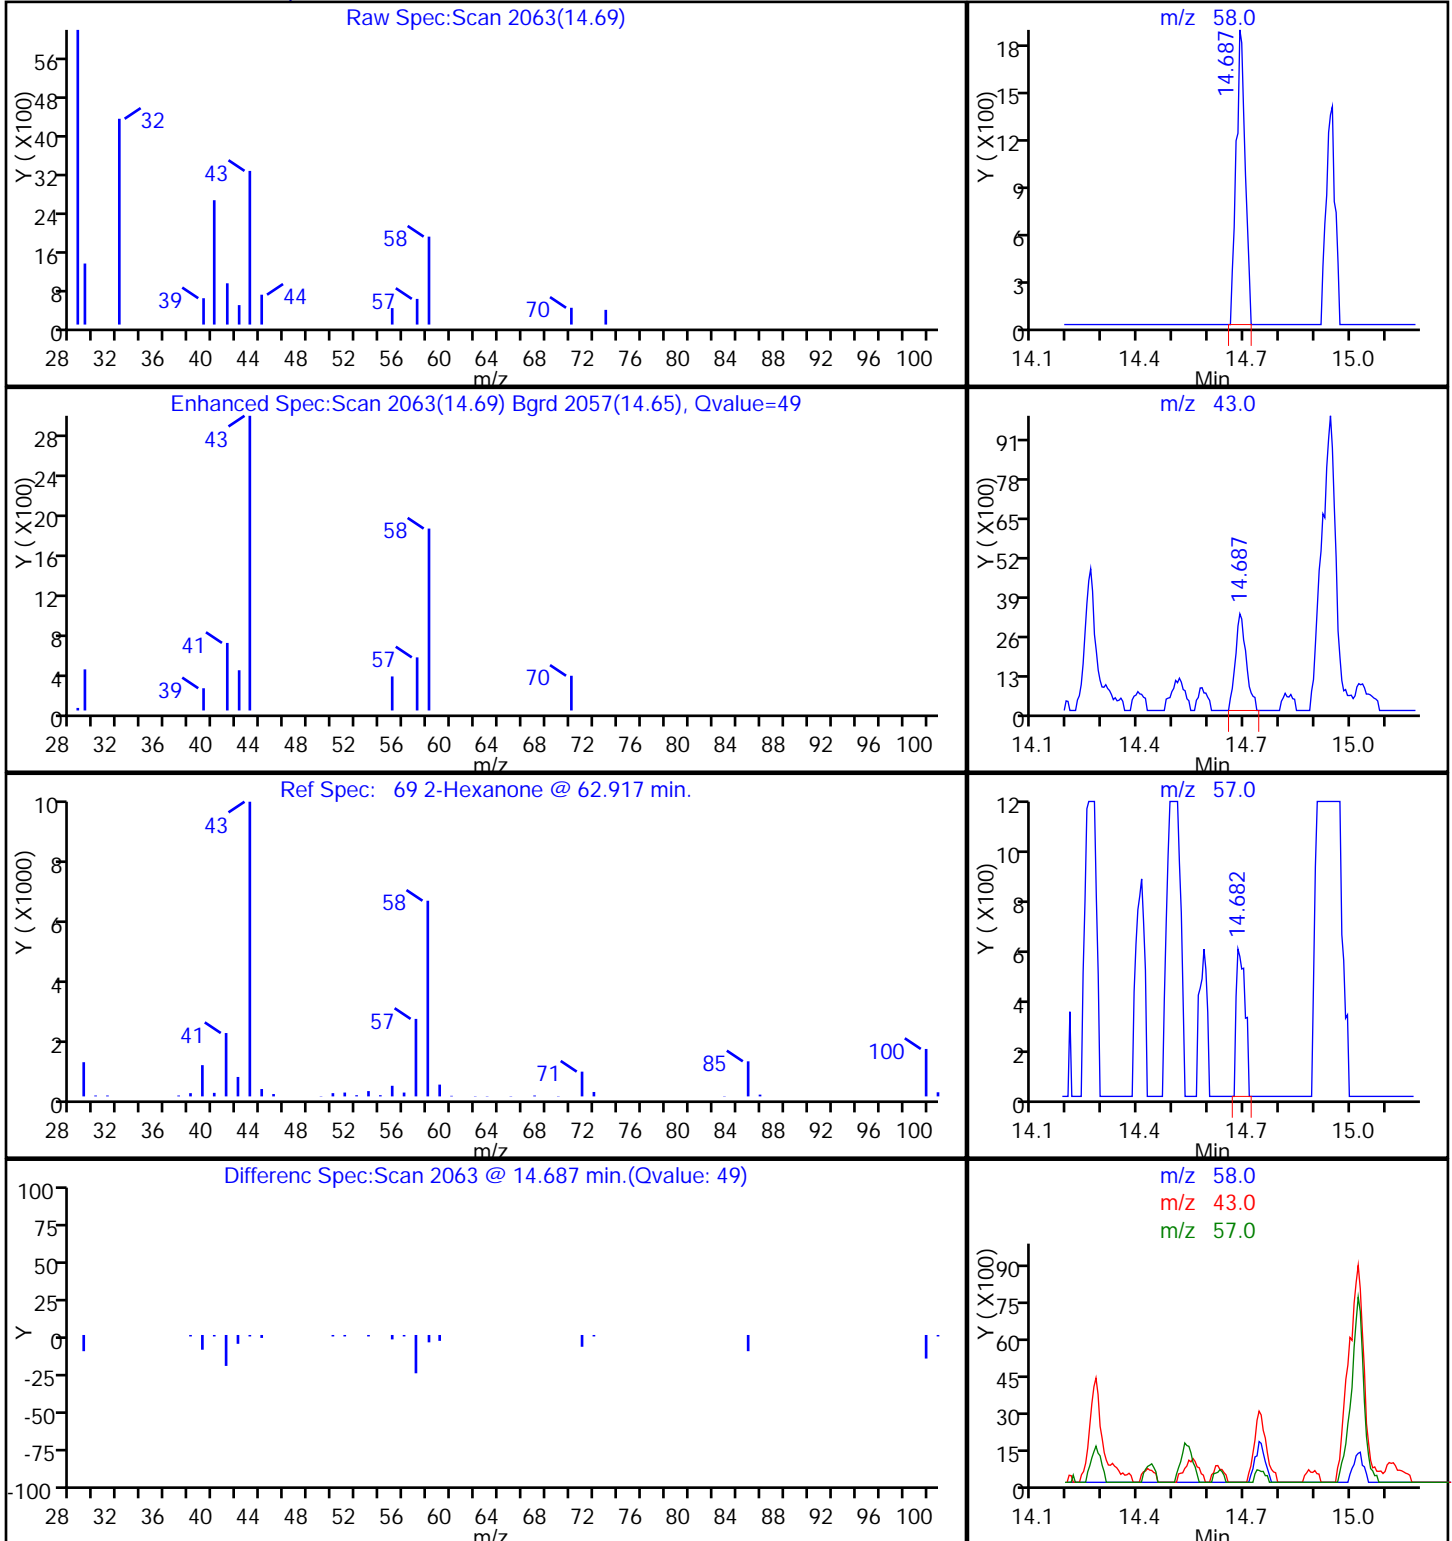 Raw Spec:Scan 2063(14.69)
Y ( X100)
56
48
40
32
24
16
8
0
32
43
39
44
58
57
70
28 32 36 40 44 48 52 56 60 64 68 72 76 80 84 88 92 96 100
m/z
m/z 58.0
Y ( X100)
18
15
12
9
6
3
0
14.687
14.1 14.4 14.7 15.0
Min
Enhanced Spec:Scan 2063(14.69) Bgrd 2057(14.65), Qvalue=49
Y ( X100)
28
24
20
16
12
8
4
0
43
58
41
57
39
70
28 32 36 40 44 48 52 56 60 64 68 72 76 80 84 88 92 96 100
m/z
m/z 43.0
Y ( X100)
91
78
65
52
39
26
13
0
14.687
14.1 14.4 14.7 15.0
Min
Ref Spec: 69 2-Hexanone @ 62.917 min.
Y ( X1000)
10
8
6
4
2
0
43
58
41
57
71
85
100
28 32 36 40 44 48 52 56 60 64 68 72 76 80 84 88 92 96 100
m/z
m/z 57.0
Y ( X100)
12
10
8
6
4
2
0
14.682
14.1 14.4 14.7 15.0
Min
Differenc Spec:Scan 2063 @ 14.687 min.(Qvalue: 49)
Y
100
75
50
25
0
-25
-50
-75
-100
28 32 36 40 44 48 52 56 60 64 68 72 76 80 84 88 92 96 100
m/z
m/z 58.0
m/z 43.0
m/z 57.0
Y ( X100)
90
75
60
45
30
15
0
14.1 14.4 14.7 15.0
Min